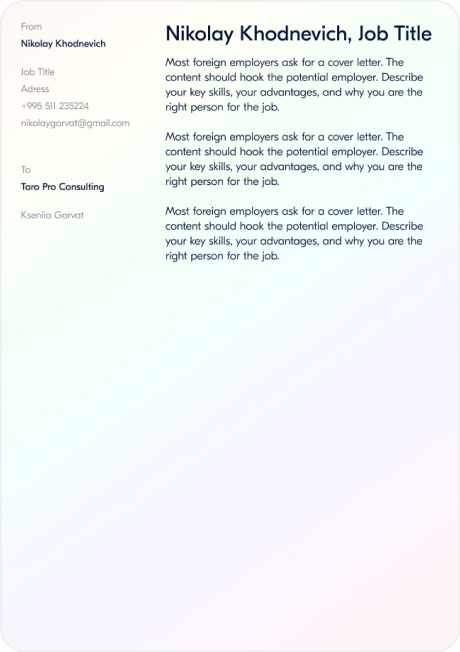 From
Nikolay Khodnevich
Job Title
Adress
+995 511 235224
nikolaygorvat@gmail.com
To
Toro Pro Consulting
Kseniia Gorvat
Nikolay Khodnevich, Job Title
Most foreign employers ask for a cover letter. The
content should hook the potential employer. Describe
your key skills, your advantages, and why you are the
right person for the job.
Most foreign employers ask for a cover letter. The
content should hook the potential employer. Describe
your key skills, your advantages, and why you are the
right person for the job.
Most foreign employers ask for a cover letter. The
content should hook the potential employer. Describe
your key skills, your advantages, and why you are the
right person for the job.